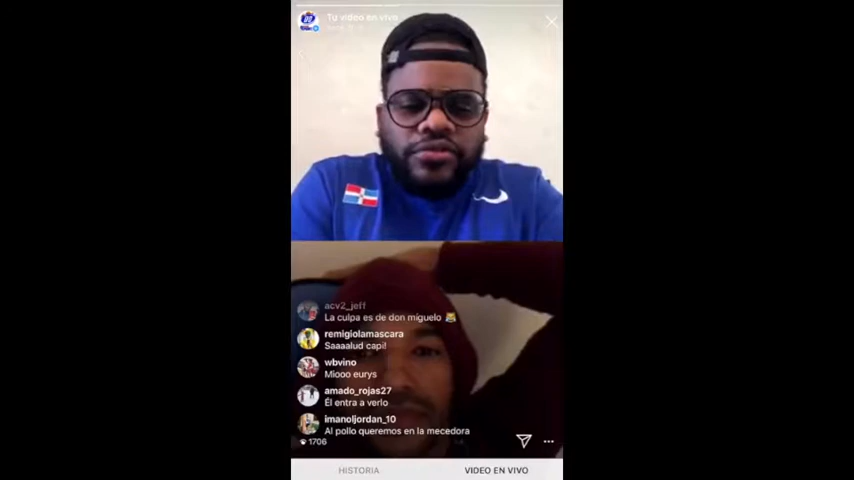 Tu video en vivo
acv2_jeff
La culpa es de don miguelo
remigiolamascara
Saaaalud capi!
wbvino
Miooo eurys
amado_rojas27
Él entra a verlo
imanoljordan_10
Al pollo queremos en la mecedora
1706
HISTORIA
VIDEO EN VIVO